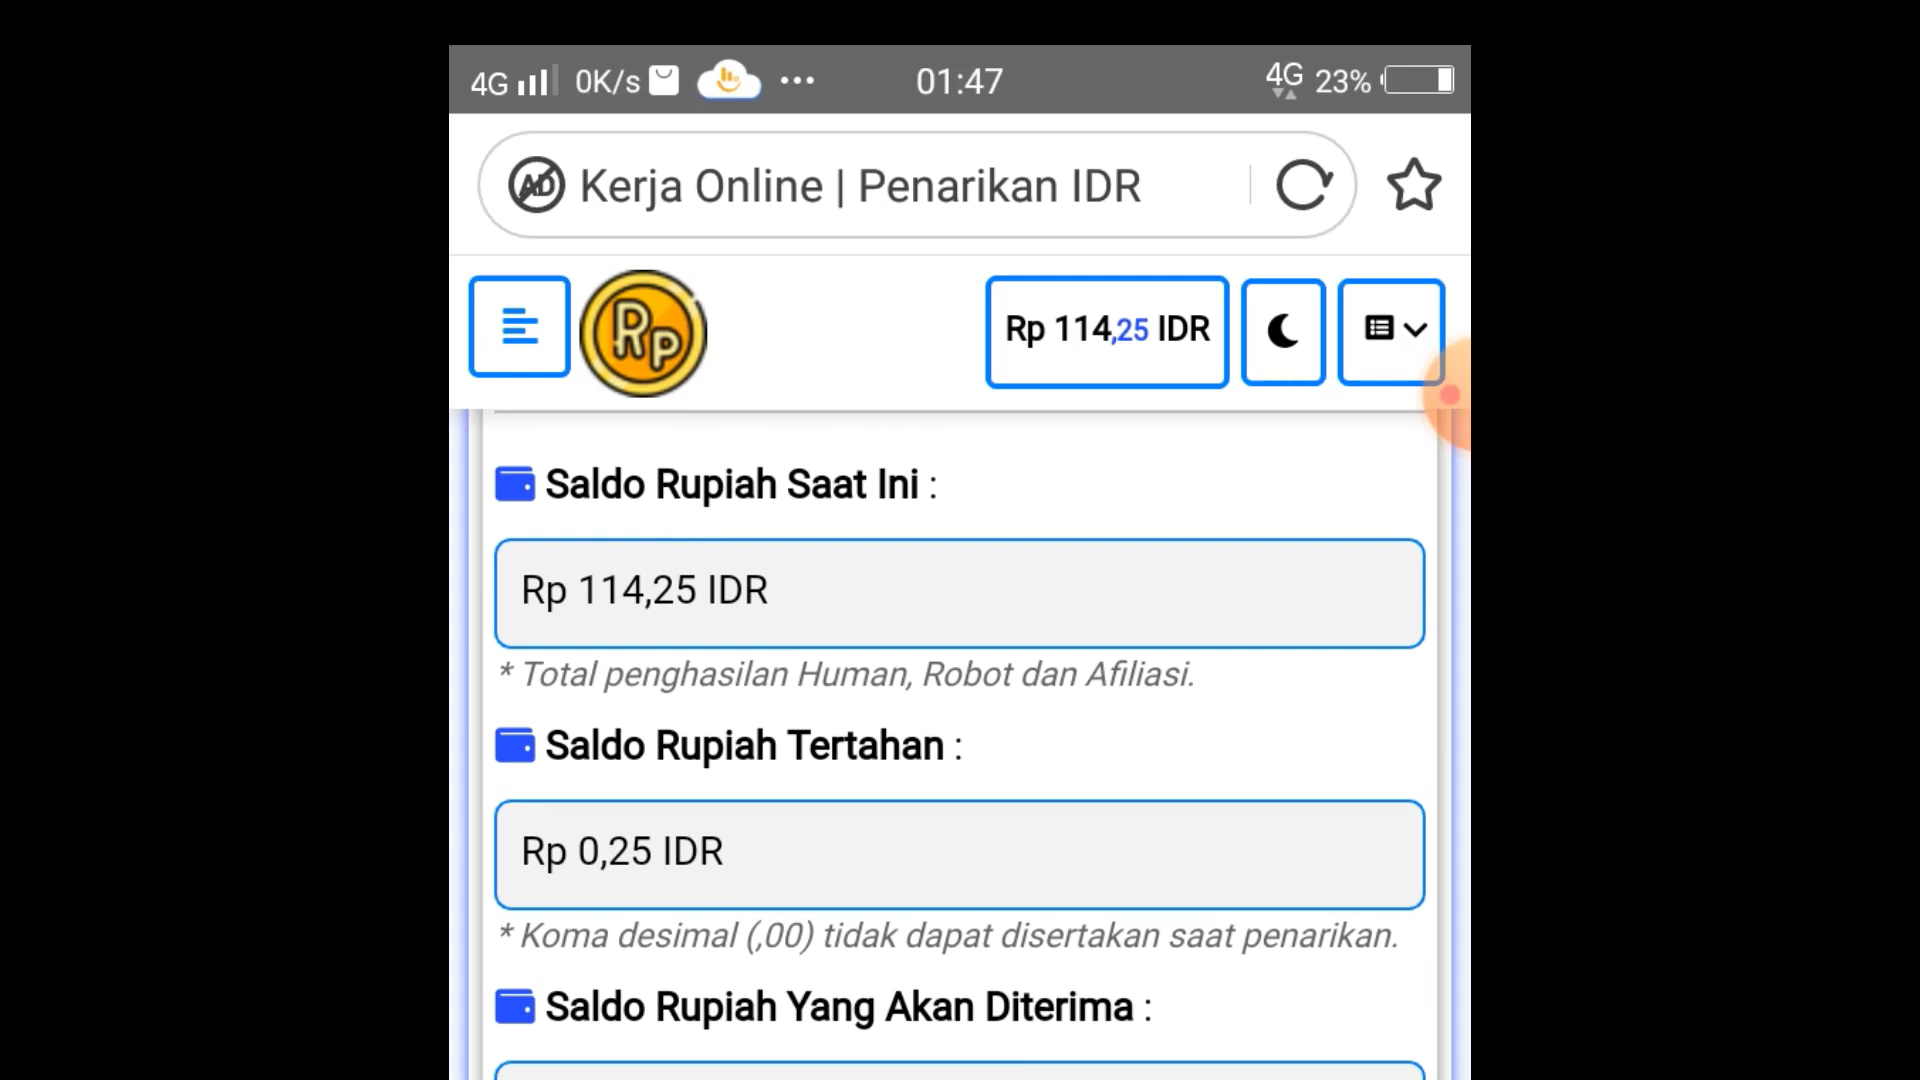 4G 0K/s 01:47 4G 23%
AD Kerja Online | Penarikan IDR
Rp Rp 114,25 IDR
Saldo Rupiah Saat Ini :
Rp 114,25 IDR
* Total penghasilan Human, Robot dan Afiliasi.
Saldo Rupiah Tertahan :
Rp 0,25 IDR
* Koma desimal (,00) tidak dapat disertakan saat penarikan.
Saldo Rupiah Yang Akan Diterima :